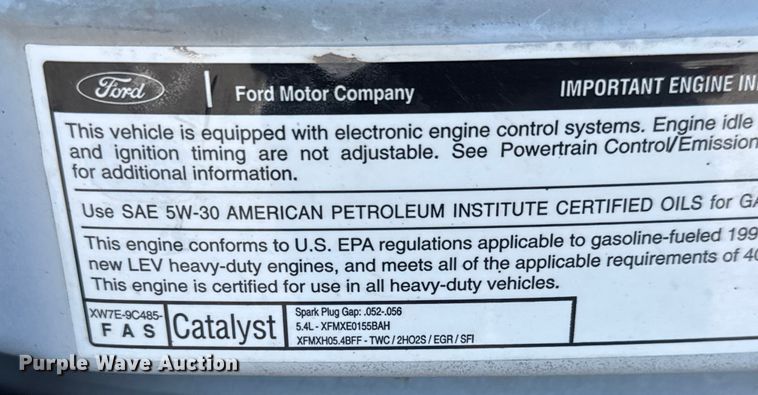 Ford
Ford Motor Company
IMPORTANT ENGINE
This vehicle is equipped with electronic engine control systems. Engine idle
and ignition timing are not adjustable. See Powertrain Control/Emission
for additional information.
Use SAE 5W-30 AMERICAN PETROLEUM INSTITUTE CERTIFIED OILS for
This engine conforms to U.S. EPA regulations applicable to gasoline-fueled 199
new LEV heavy-duty engines, and meets all of the applicable requirements of 40
This engine is certified for use in all heavy-duty vehicles.
XW7E-9C485-
F A S
Catalyst
Spark Plug Gap: .052-.056
5.4L - XFMXE0155BAH
XFMXH05.4BFF - TWC / 2HO2S / EGR / SFI
Purple Wave Auction